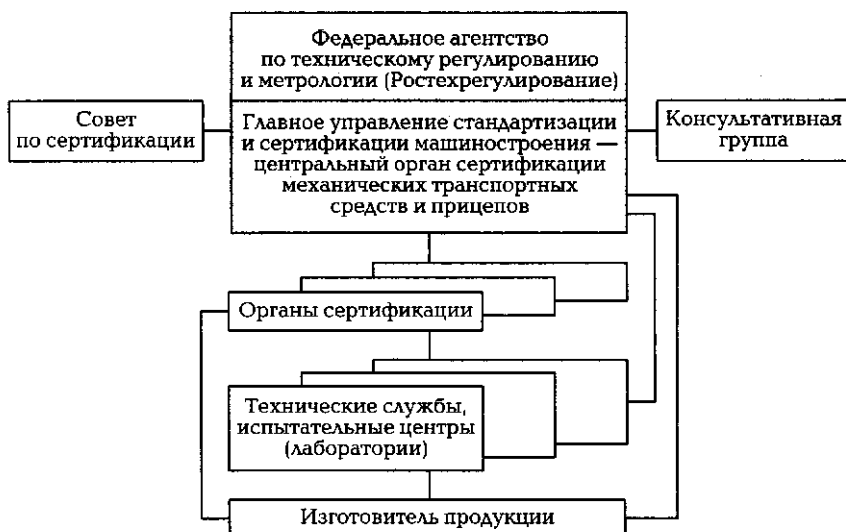 Федеральное агентство
по техническому регулированию
и метрологии (Ростехрегулирование)
Совет
по сертификации
Главное управление стандартизации
и сертификации машиностроения —
центральный орган сертификации
механических транспортных
средств и прицепов
Консультативная
группа
Органы сертификации
Технические службы,
испытательные центры
(лаборатории)
Изготовитель продукции